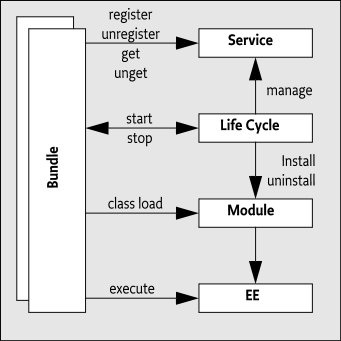 register
unregister
get
unget
Service
manage
start
stop
Life Cycle
Install
uninstall
Bundle
class load
Module
execute
EE